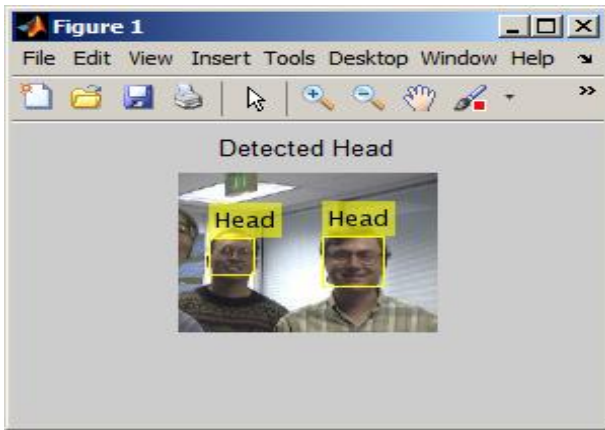 Figure 1
File Edit View Insert Tools Desktop Window Help
Detected Head
Head Head